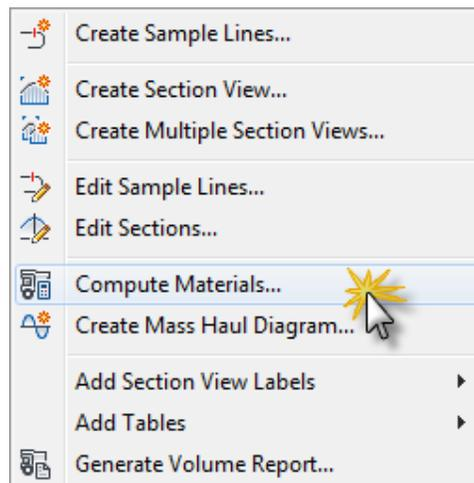 Create Sample Lines...
Create Section View...
Create Multiple Section Views...
Edit Sample Lines...
Edit Sections...
Compute Materials...
Create Mass Haul Diagram...
Add Section View Labels
Add Tables
Generate Volume Report...